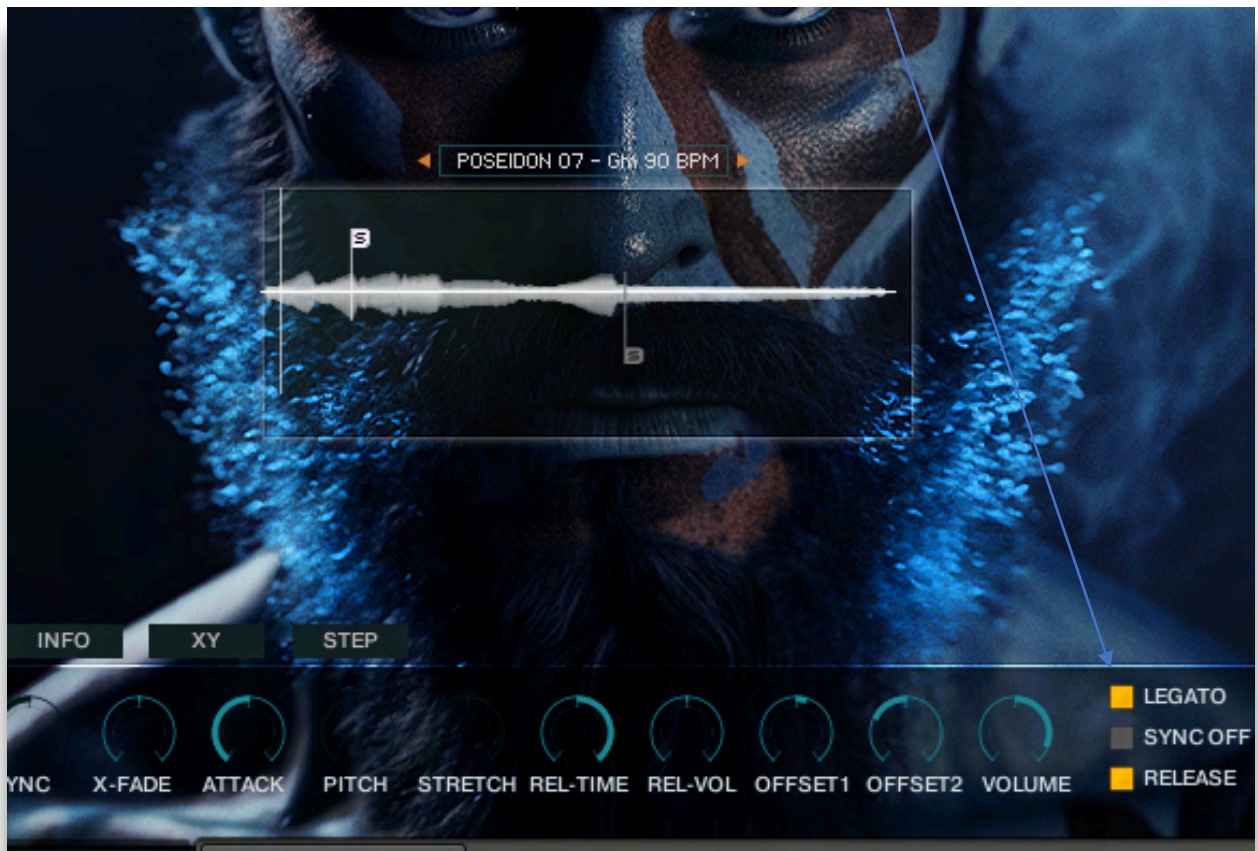 POSEIDON 07 - Gm 90 BPM
S
S
INFO XY STEP
YNC X-FADE ATTACK PITCH STRETCH REL-TIME REL-VOL OFFSET1 OFFSET2 VOLUME
LEGATO
SYNC OFF
RELEASE